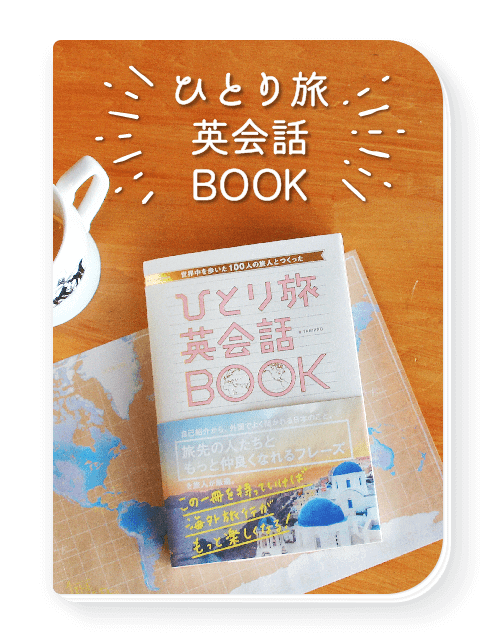 ひとり旅
英会話
BOOK
世界中を歩いた100人の旅人とつくった
ひとり旅
英会話
BOOK
旅先の人たちと
もっと仲良くなれるフレーズ
この一冊を持っていけば
海外旅行が
もっと楽しくなる!